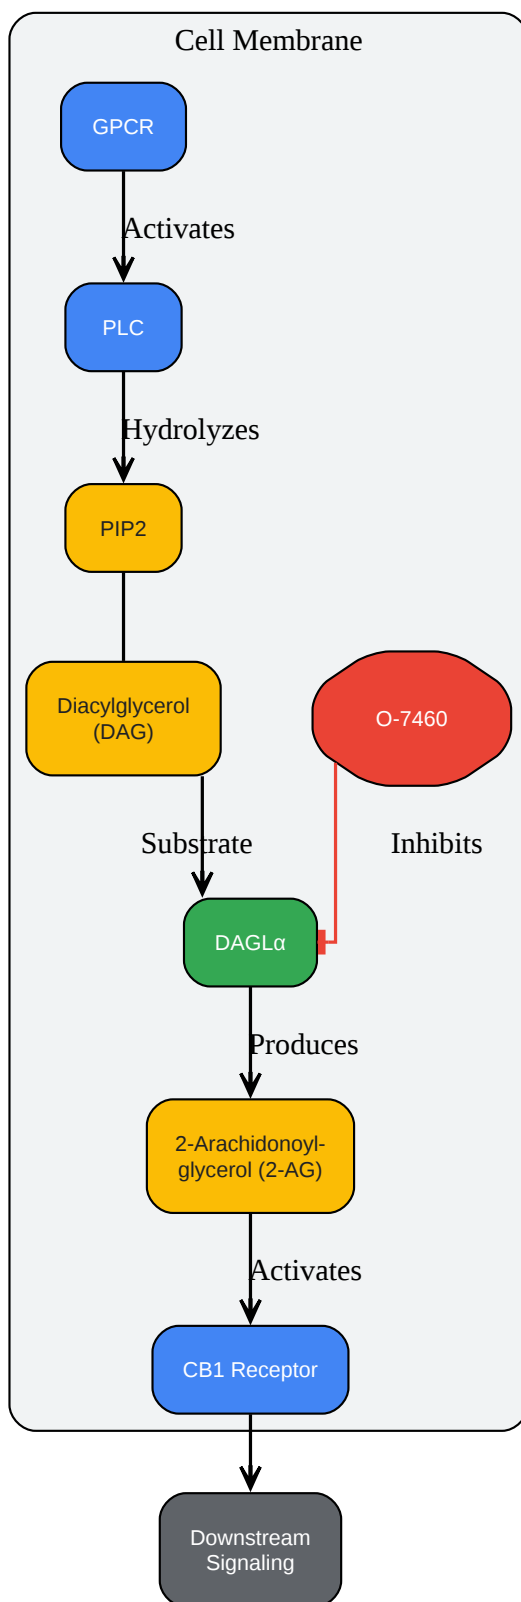 Cell Membrane
GPCR
Activates
PLC
Hydrolyzes
PIP2
Diacylglycerol
(DAG)
O-7460
Substrate
Inhibits
DAGLα
Produces
2-Arachidonoyl-
glycerol (2-AG)
Activates
CB1 Receptor
Downstream
Signaling